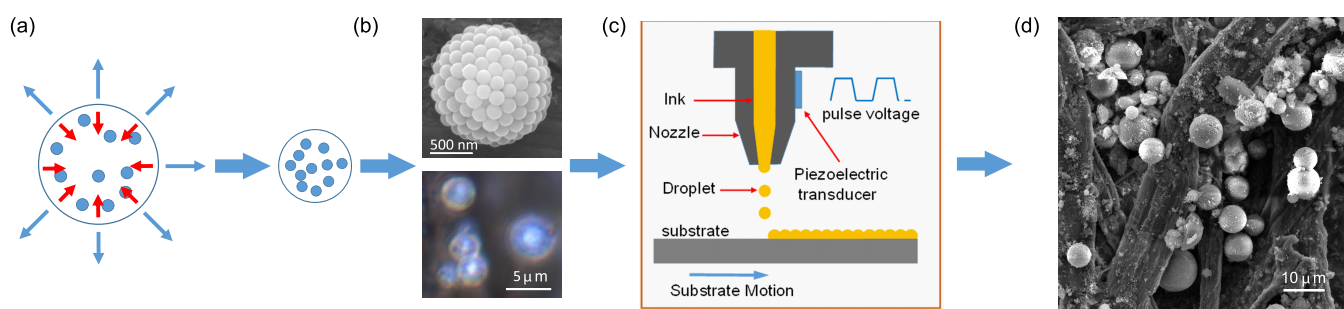 (a)
(b)
500 nm
5 µm
(c)
Ink
pulse voltage
Nozzle
Piezoelectric
transducer
Droplet
substrate
Substrate Motion
(d)
10 µm